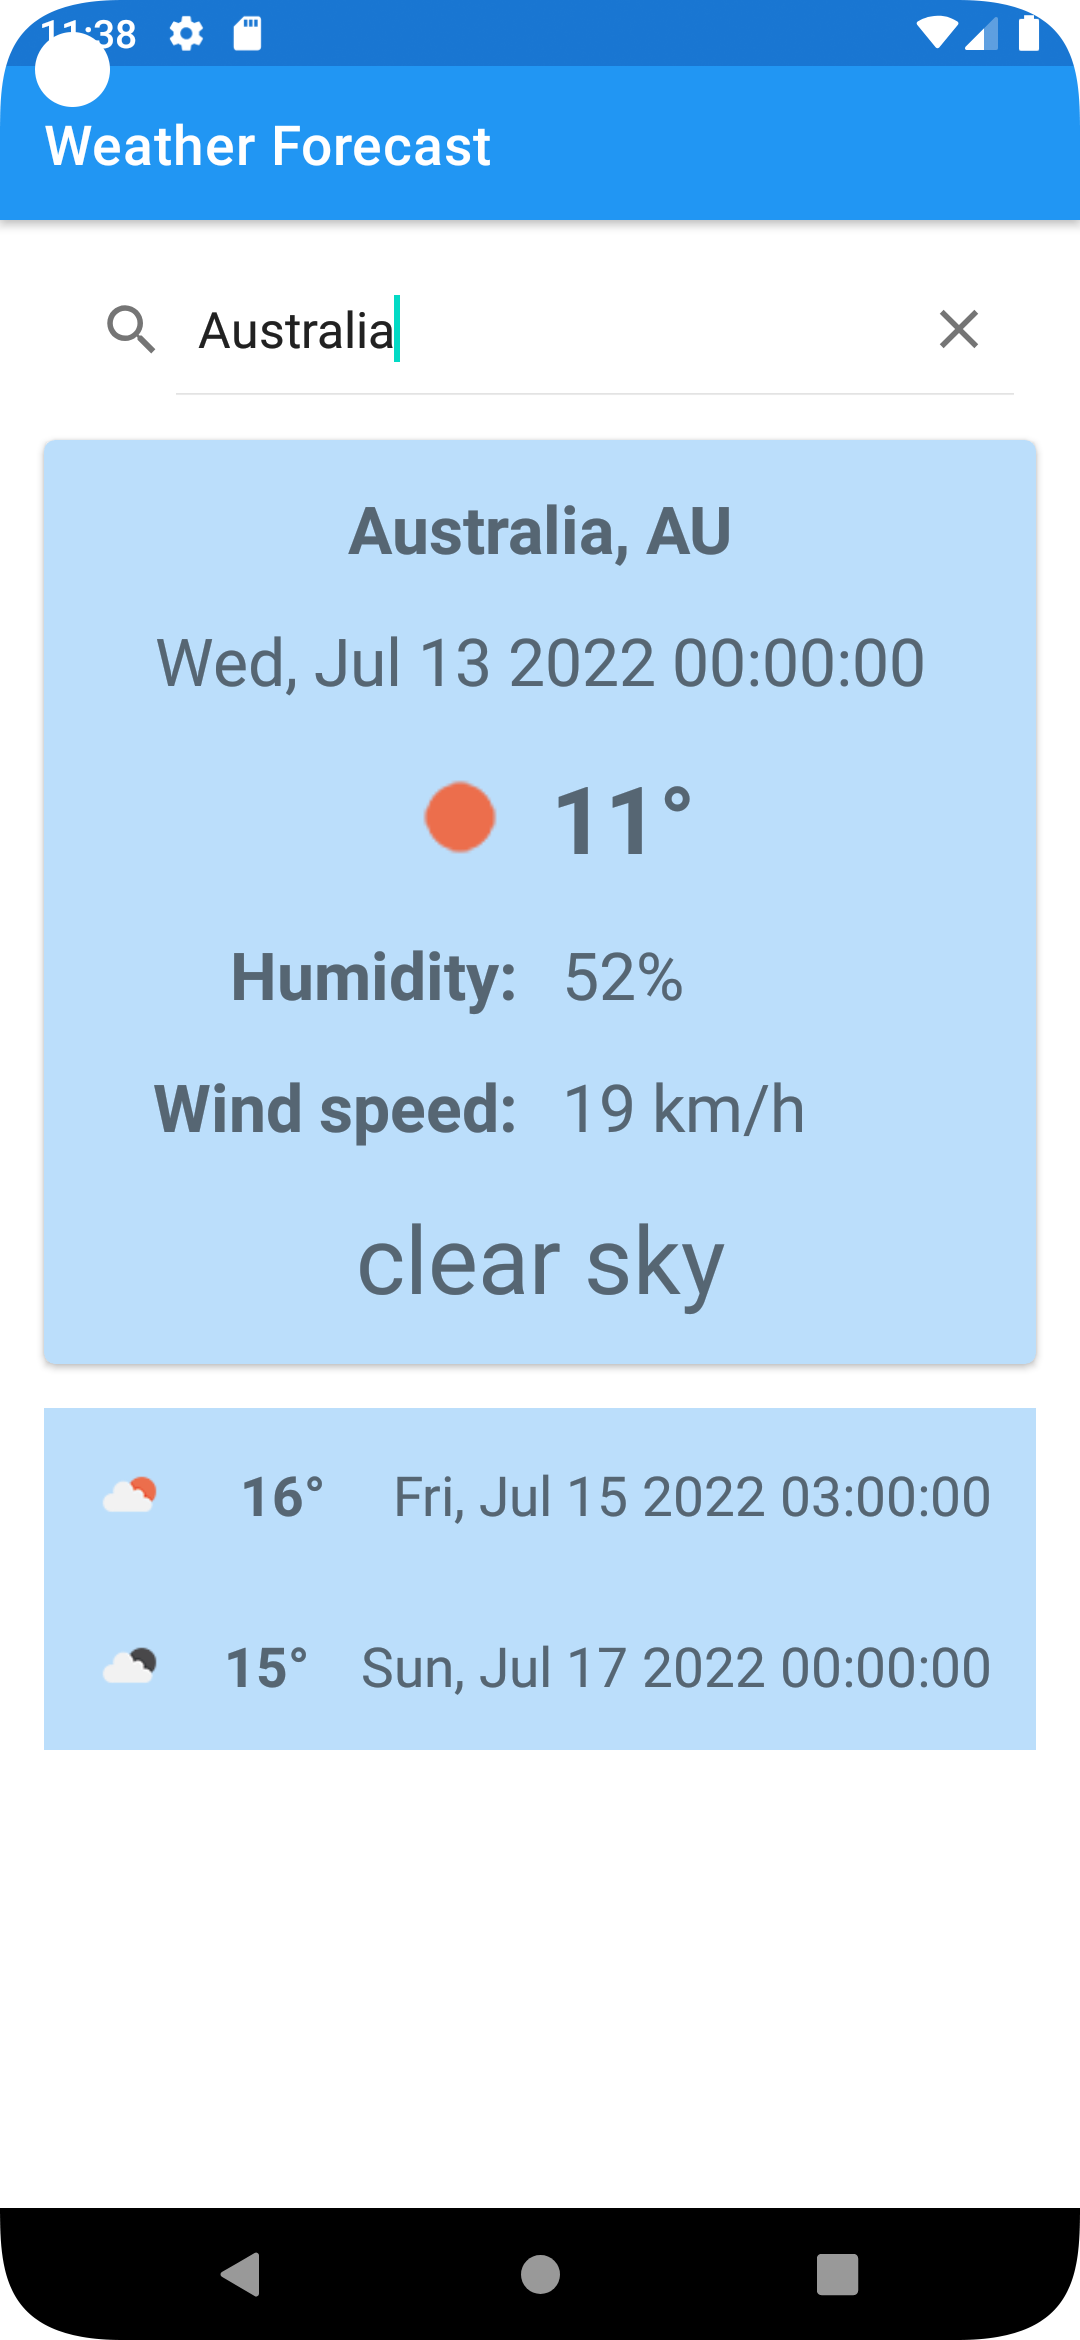 11:38
Weather Forecast
Australia
Australia, AU
Wed, Jul 13 2022 00:00:00
11°
Humidity: 52%
Wind speed: 19 km/h
clear sky
16° Fri, Jul 15 2022 03:00:00
15° Sun, Jul 17 2022 00:00:00